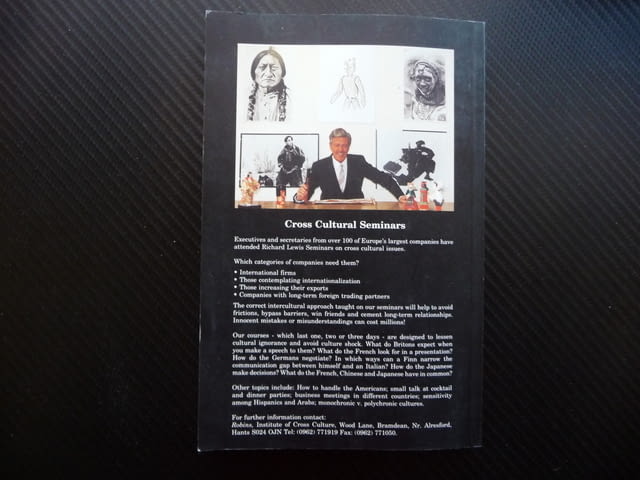 Cross Cultural Seminars
Executives and secretaries from over 100 of Europe's largest companies have
attended Richard Lewis Seminars on cross cultural issues.
Which categories of companies need them?
• International firms
• Those contemplating internationalization
• Those increasing their exports
• Companies with long-term foreign trading partners
The correct intercultural approach taught on our seminars will help to avoid
frictions, bypass barriers, win friends and cement long-term relationships.
Innocent mistakes or misunderstandings can cost millions!
Our courses - which last one, two or three days - are designed to lessen
cultural ignorance and avoid culture shock. What do Britons expect when
you make a speech to them? What do the French look for in a presentation?
How do the Germans negotiate? In which ways can a Finn narrow the
communication gap between himself and an Italian? How do the Japanese
make decisions? What do the French, Chinese and Japanese have in common?
Other topics include: How to handle the Americans; small talk at cocktail
and dinner parties; business meetings in different countries; sensitivity
among Hispanics and Arabs; monochronic v. polychronic cultures.
For further information contact:
Robins, Institute of Cross Culture, Wood Lane, Bramdean, Nr. Alresford,
Hants S024 OJN Tel: (0962) 771919 Fax: (0962) 771050.